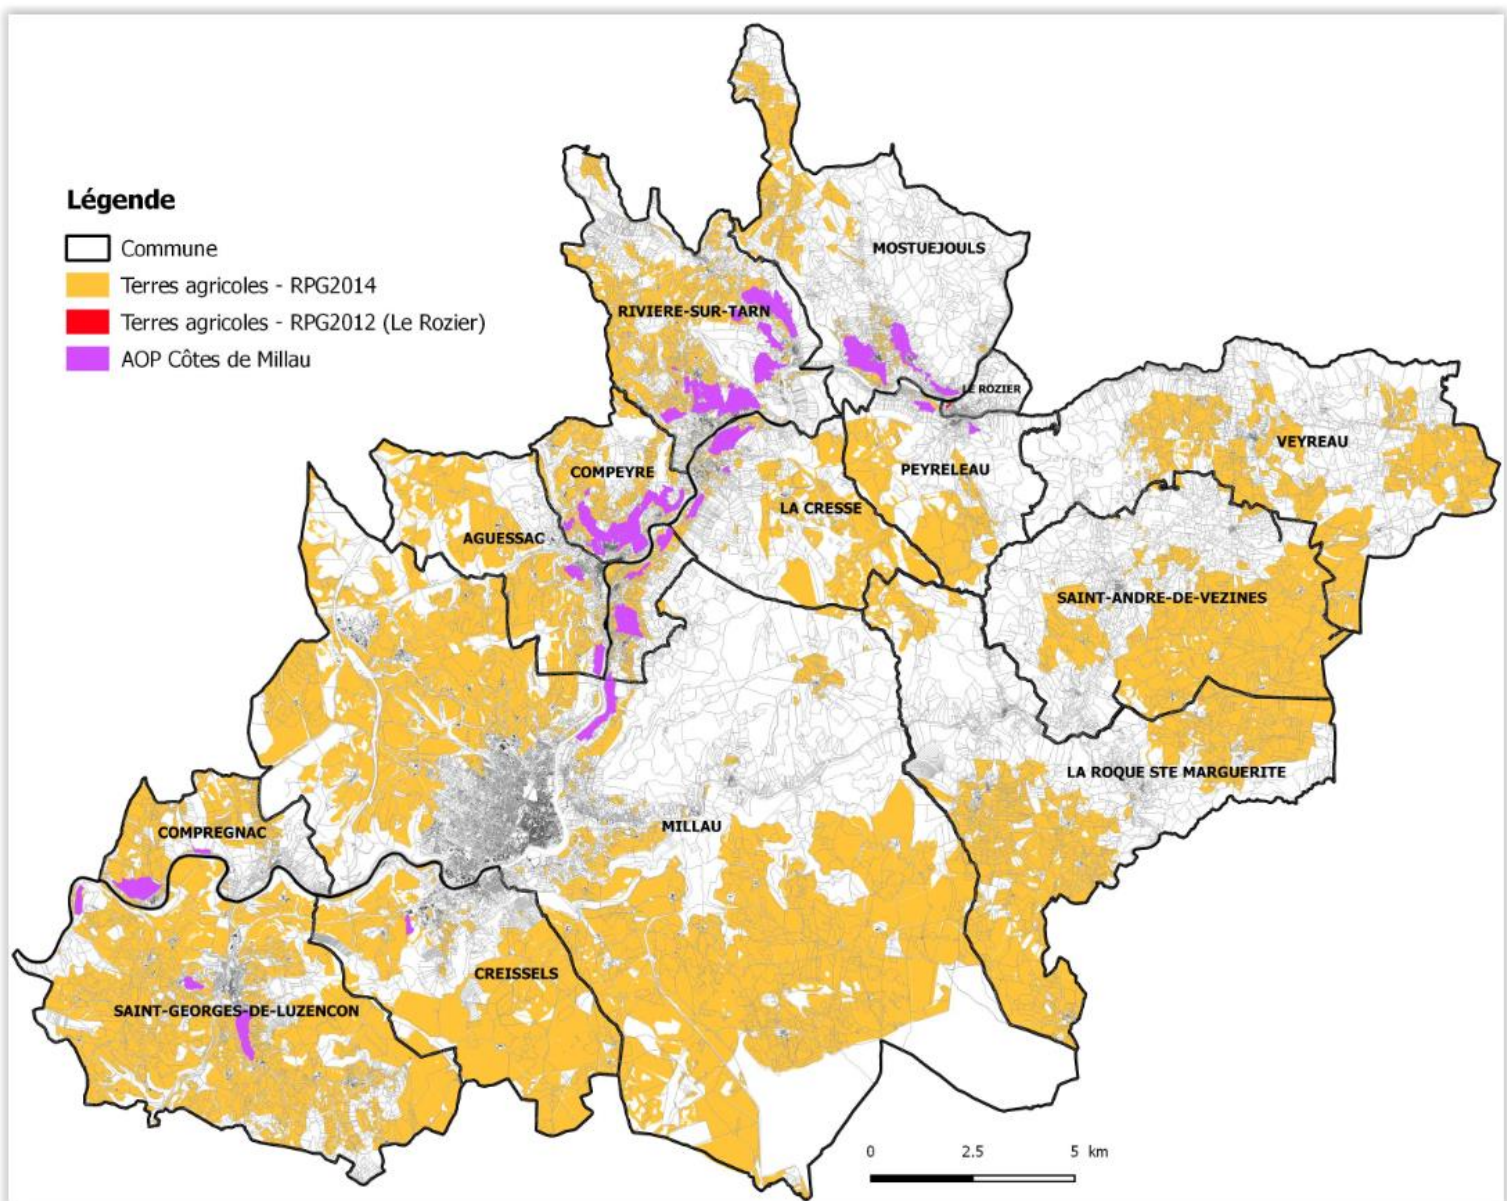 Légende
Commune
Terres agricoles - RPG2014
Terres agricoles - RPG2012 (Le Rozier)
AOP Côtes de Millau
MOSTUEJOULS
RIVIERE-SUR-TARN
LE ROZIER
VEYREAU
PEYRELEAU
COMPEYRE
LA CRESSE
AGUESSAC
SAINT-ANDRE-DE-VEZINES
LA ROQUE STE MARGUERITE
MILLAU
COMPREGNAC
CREISSELS
SAINT-GEORGES-DE-LUZENCON
0 2.5 5 km